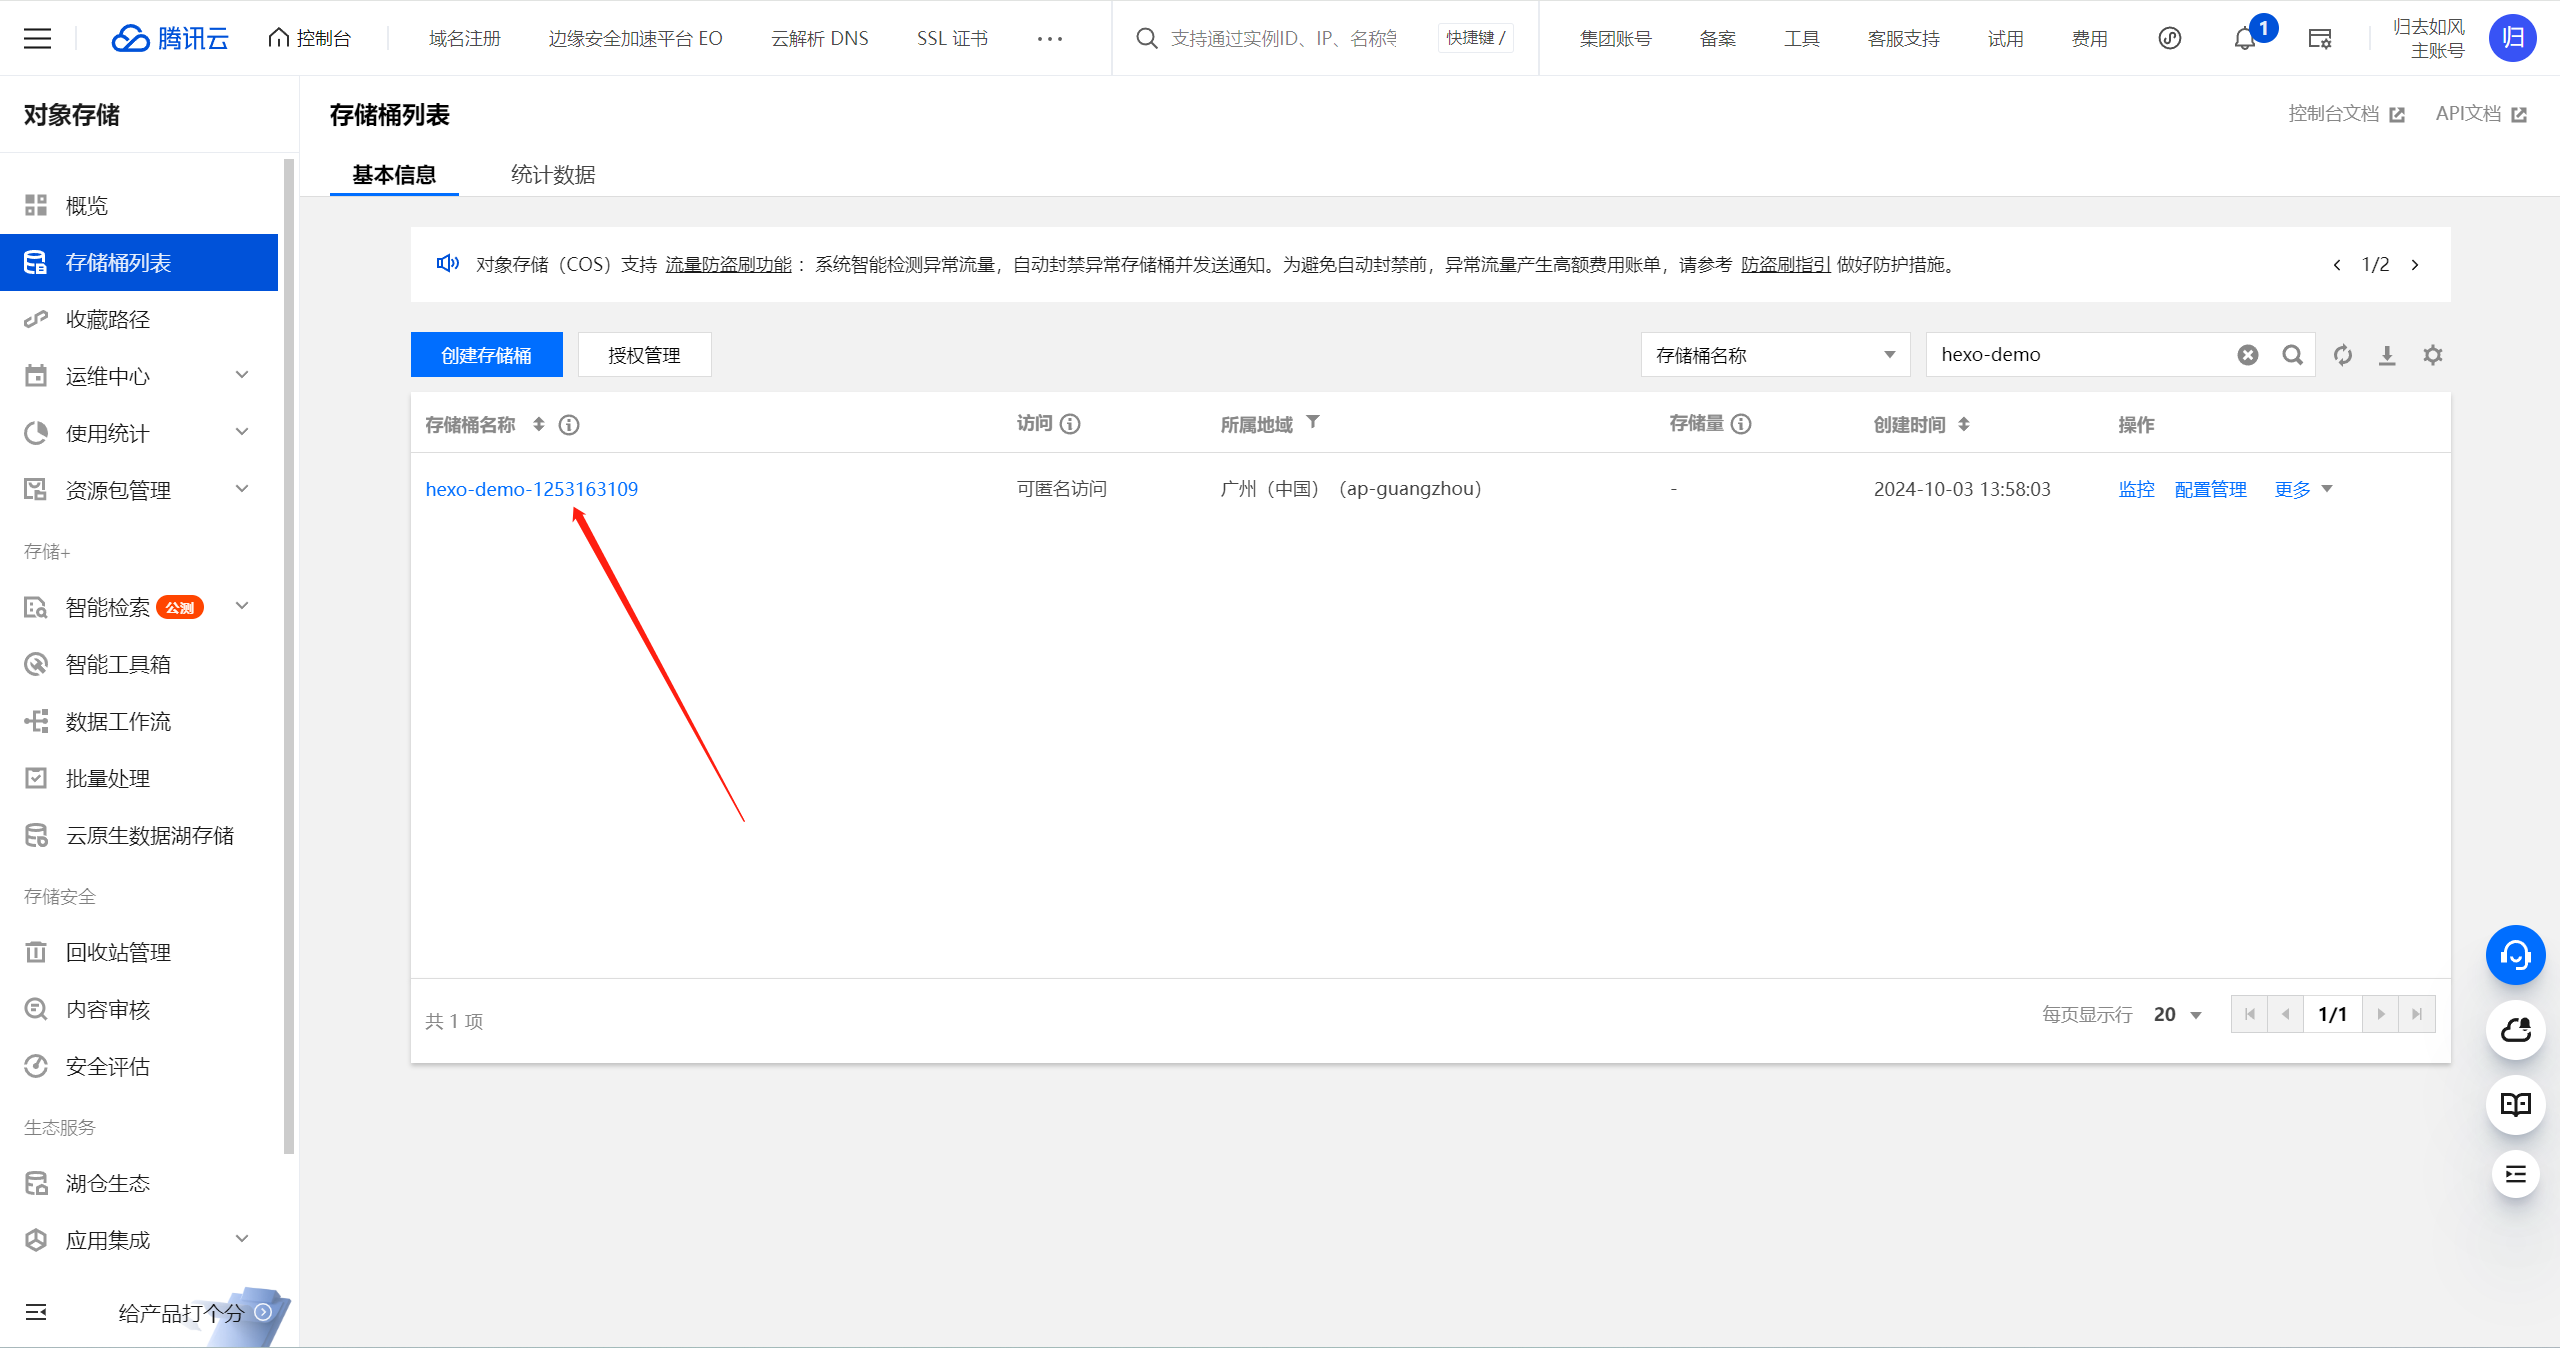 腾讯云 控制台 域名注册 边缘安全加速平台 EO 云解析 DNS SSL 证书 ··· 支持通过实例ID、IP、名称 快捷键 / 集团账号 备案 工具 客服支持 试用 费用 1 归去如风 归
主账号
对象存储
存储桶列表 控制台文档 API文档
基本信息 统计数据
概览
存储桶列表
收藏路径
运维中心
使用统计
资源包管理
存储+
智能检索 公测
智能工具箱
数据工作流
批量处理
云原生数据湖存储
存储安全
回收站管理
内容审核
安全评估
生态服务
湖仓生态
应用集成
给产品打个分
对象存储（COS）支持 流量防盗刷功能 ：系统智能检测异常流量，自动封禁异常存储桶并发送通知。为避免自动封禁前，异常流量产生高额费用账单，请参考 防盗刷指引 做好防护措施。 1/2
创建存储桶 授权管理 存储桶名称 hexo-demo
存储桶名称 访问 所属地域 存储量 创建时间 操作
hexo-demo-1253163109 可匿名访问 广州（中国）（ap-guangzhou） - 2024-10-03 13:58:03 监控 配置管理 更多
共 1 项 每页显示行 20 1/1